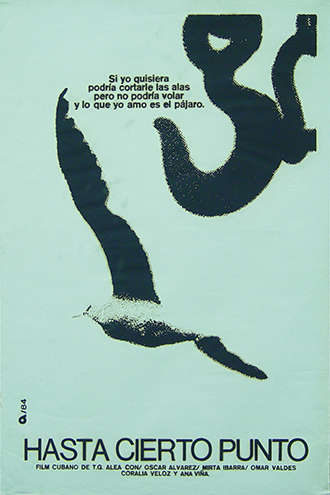 Si yo quisiera
podría cortarle las alas
pero no podría volar
y lo que yo amo es el pájaro.
a/84
HASTA CIERTO PUNTO
FILM CUBANO DE T.G. ALEA CON/ OSCAR ALVAREZ/ MIRTA IBARRA/ OMAR VALDES
CORALIA VELOZ Y ANA VIÑA.